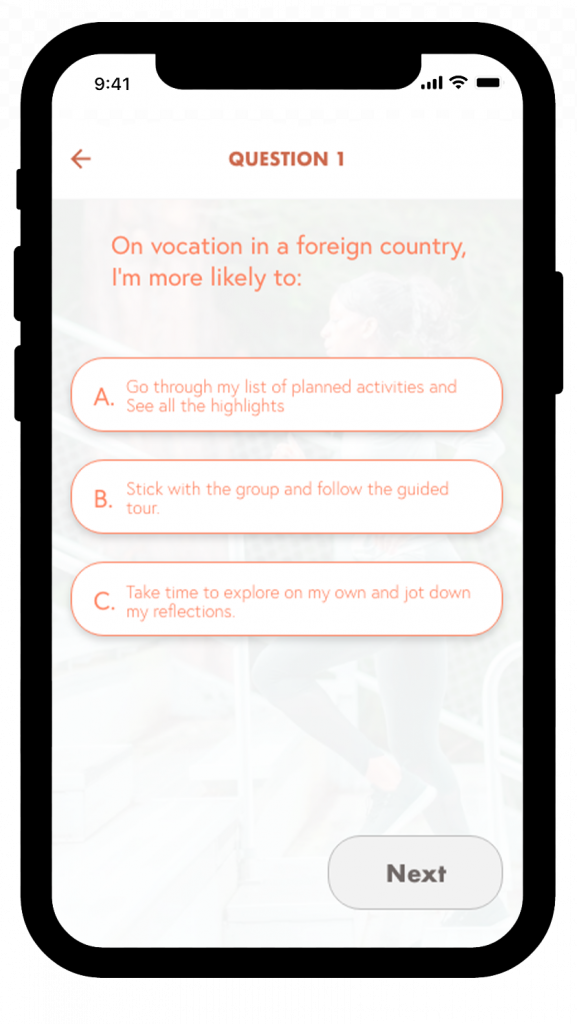 9:41
QUESTION 1
On vocation in a foreign country,
I'm more likely to:
A. Go through my list of planned activities and
See all the highlights
B. Stick with the group and follow the guided
tour.
C. Take time to explore on my own and jot down
my reflections.
Next